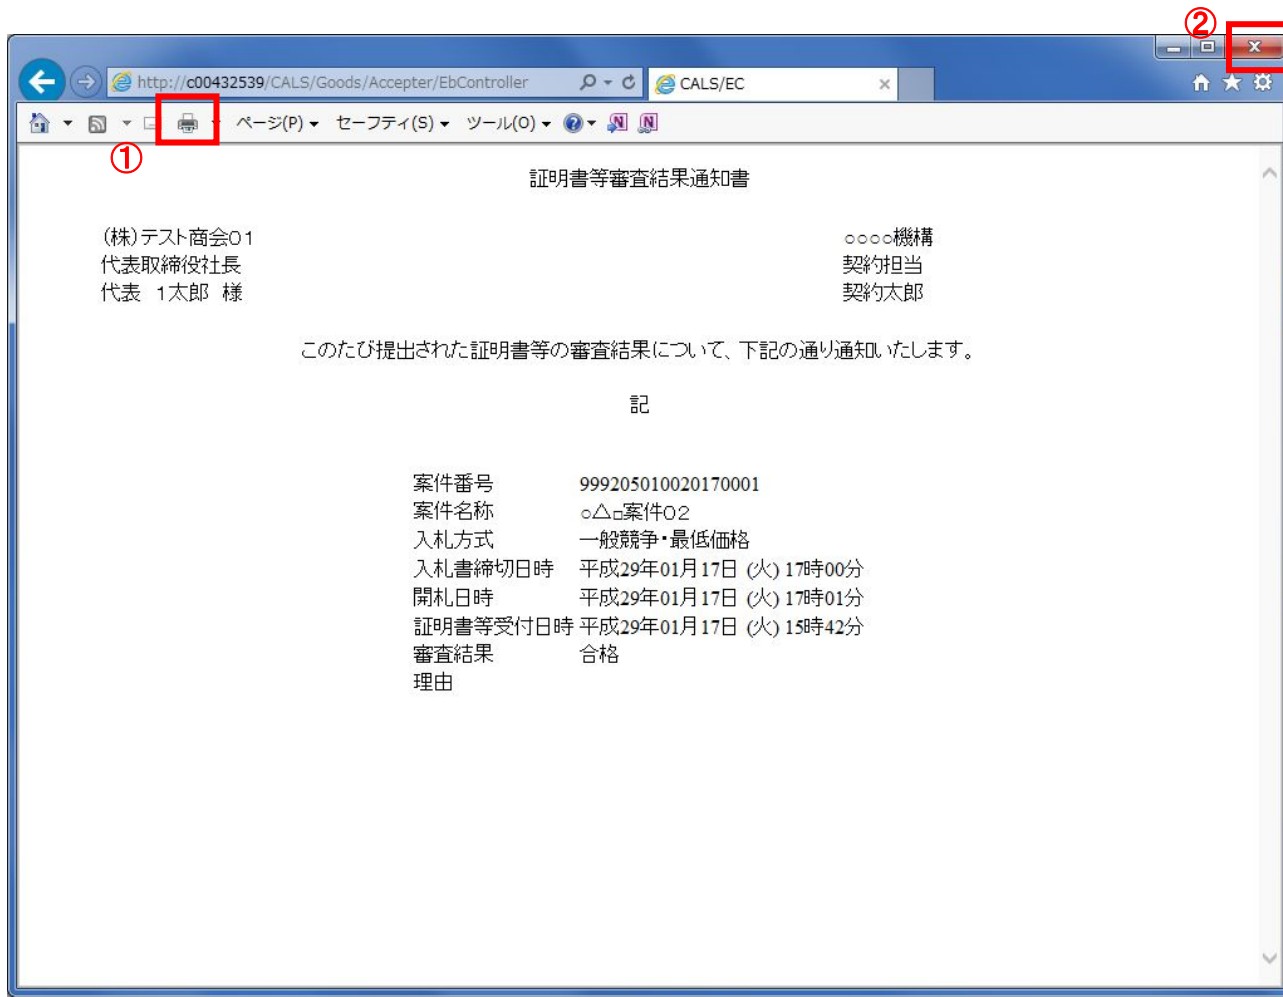 ②
http://c00432539/CALS/Goods/Accepter/EbController
CALS/EC
ページ(P) セーフティ(S) ツール(O)
①
証明書等審査結果通知書
(株)テスト商会01 ○○○○機構
代表取締役社長 契約担当
代表 1太郎 様 契約太郎
このたび提出された証明書等の審査結果について、下記の通り通知いたします。
記
案件番号 999205010020170001
案件名称 ○△□案件02
入札方式 一般競争・最低価格
入札書締切日時 平成29年01月17日 (火) 17時00分
開札日時 平成29年01月17日 (火) 17時01分
証明書等受付日時 平成29年01月17日 (火) 15時42分
審査結果 合格
理由